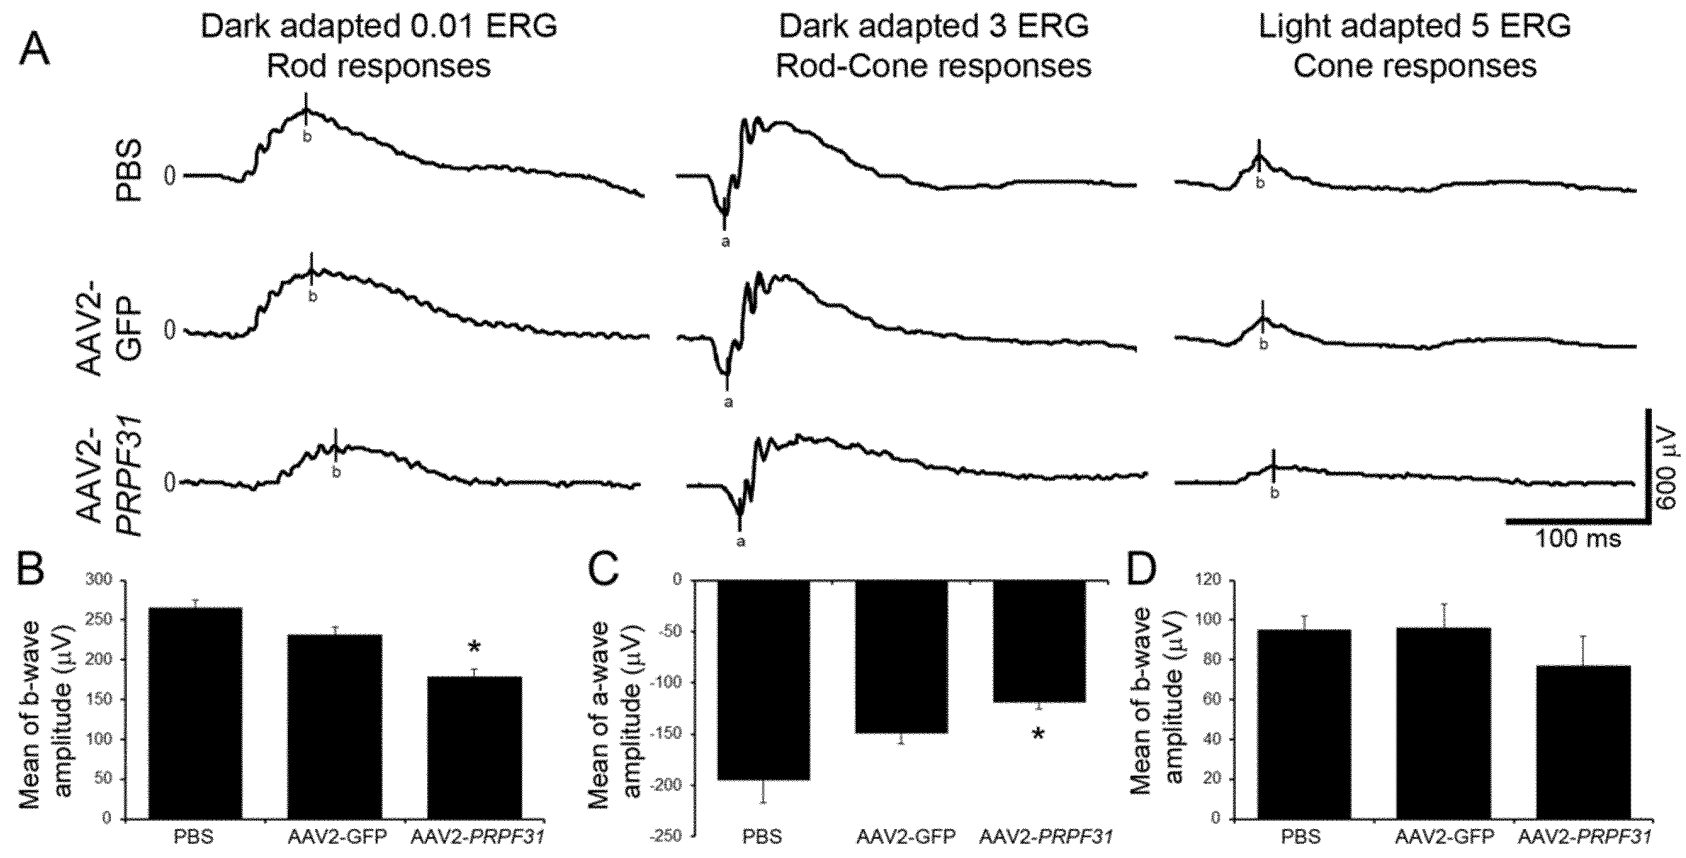 A
Dark adapted 0.01 ERG
Rod responses
Dark adapted 3 ERG
Rod-Cone responses
Light adapted 5 ERG
Cone responses
PBS
0
b
a
b
AAV2-
GFP
0
b
a
b
AAV2-
PRPF31
0
b
a
b
600 µV
100 ms
B
Mean of b-wave
amplitude (µV)
300
250
200
150
100
50
0
*
PBS
AAV2-GFP
AAV2-PRPF31
C
Mean of a-wave
amplitude (µV)
0
-50
-100
-150
-200
-250
*
PBS
AAV2-GFP
AAV2-PRPF31
D
Mean of b-wave
amplitude (µV)
120
100
80
60
40
20
0
PBS
AAV2-GFP
AAV2-PRPF31